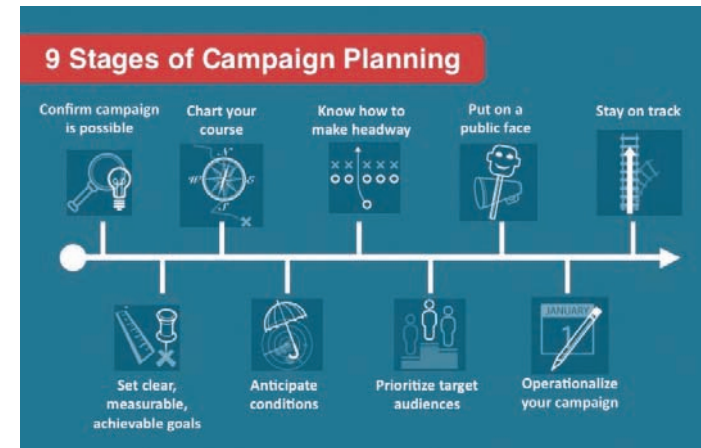 9 Stages of Campaign Planning
Confirm campaign
is possible
Chart your
course
Know how to
make headway
Put on a
public face
Stay on track
N
W
S
S
JANUARY
1
Set clear,
measurable,
achievable goals
Anticipate
conditions
Prioritize target
audiences
Operationalize
your campaign